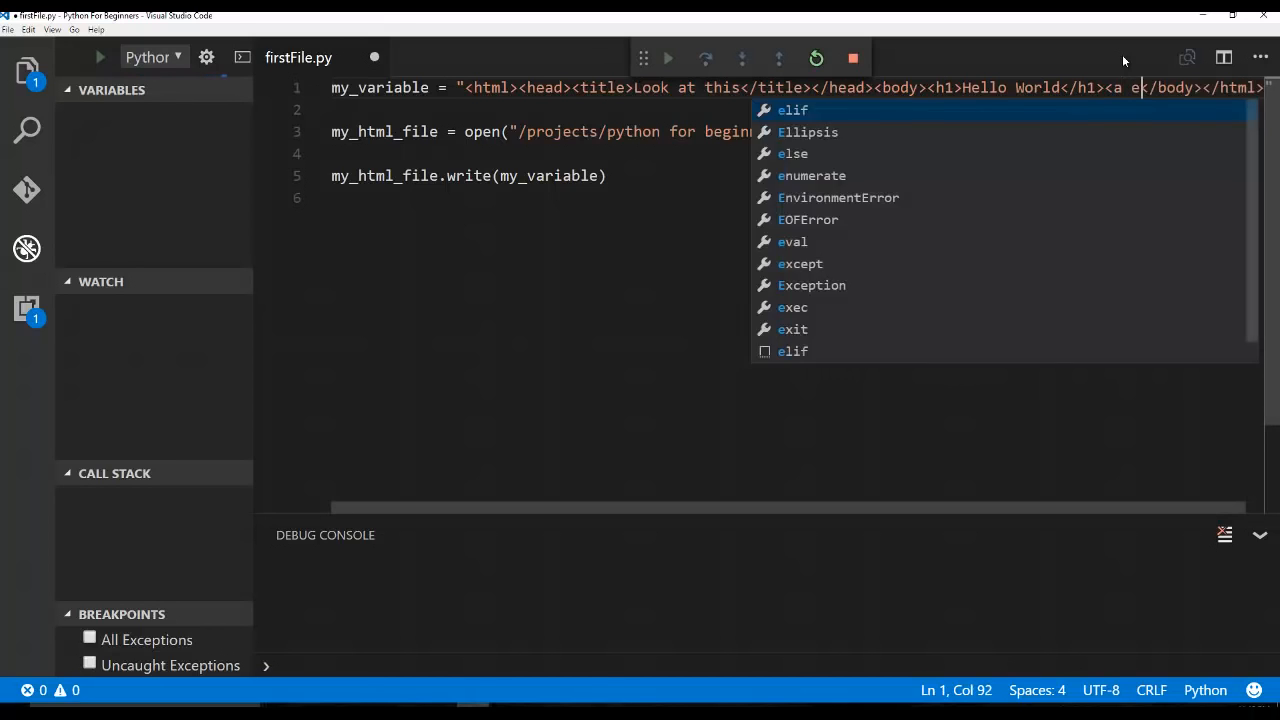 firstFile.py - Python For Beginners - Visual Studio Code
File Edit View Go Help
Python
firstFile.py
1
VARIABLES
1 my_variable = "<html><head><title>Look at this</title></head><body><h1>Hello World</h1><a e</body></html>"
2
3 my_html_file = open("/projects/python for beginn
4
5 my_html_file.write(my_variable)
6
elif
Ellipsis
else
enumerate
EnvironmentError
EOFError
eval
except
Exception
exec
exit
elif
WATCH
1
CALL STACK
DEBUG CONSOLE
BREAKPOINTS
All Exceptions
Uncaught Exceptions
0 0 Ln 1, Col 92 Spaces: 4 UTF-8 CRLF Python